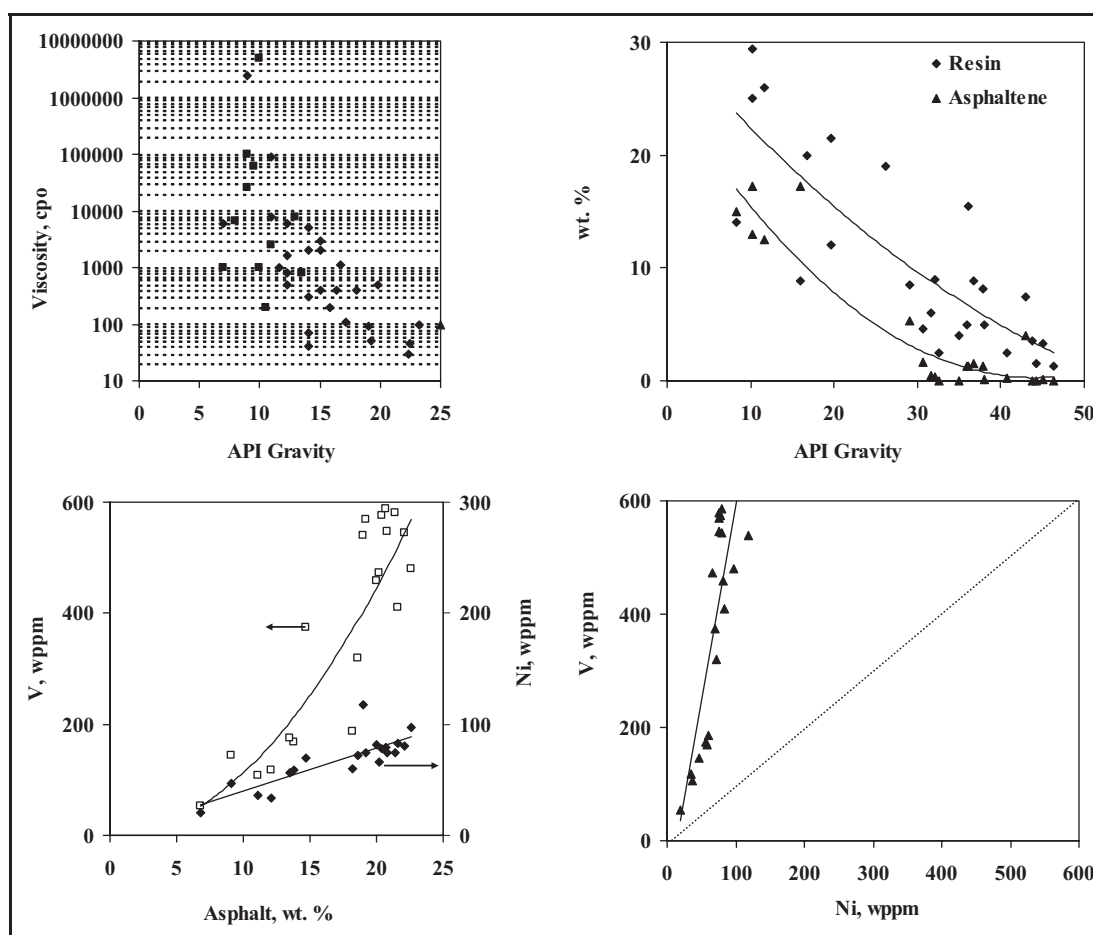 10000000
1000000
100000
10000
1000
100
10
Viscosity, cpo
0 5 10 15 20 25
API Gravity
30
20
10
0
wt. %
Resin
Asphaltene
0 10 20 30 40 50
API Gravity
600
400
200
0
V, wppm
300
200
100
0
Ni, wppm
0 5 10 15 20 25
Asphalt, wt. %
600
400
200
0
V, wppm
0 100 200 300 400 500 600
Ni, wppm